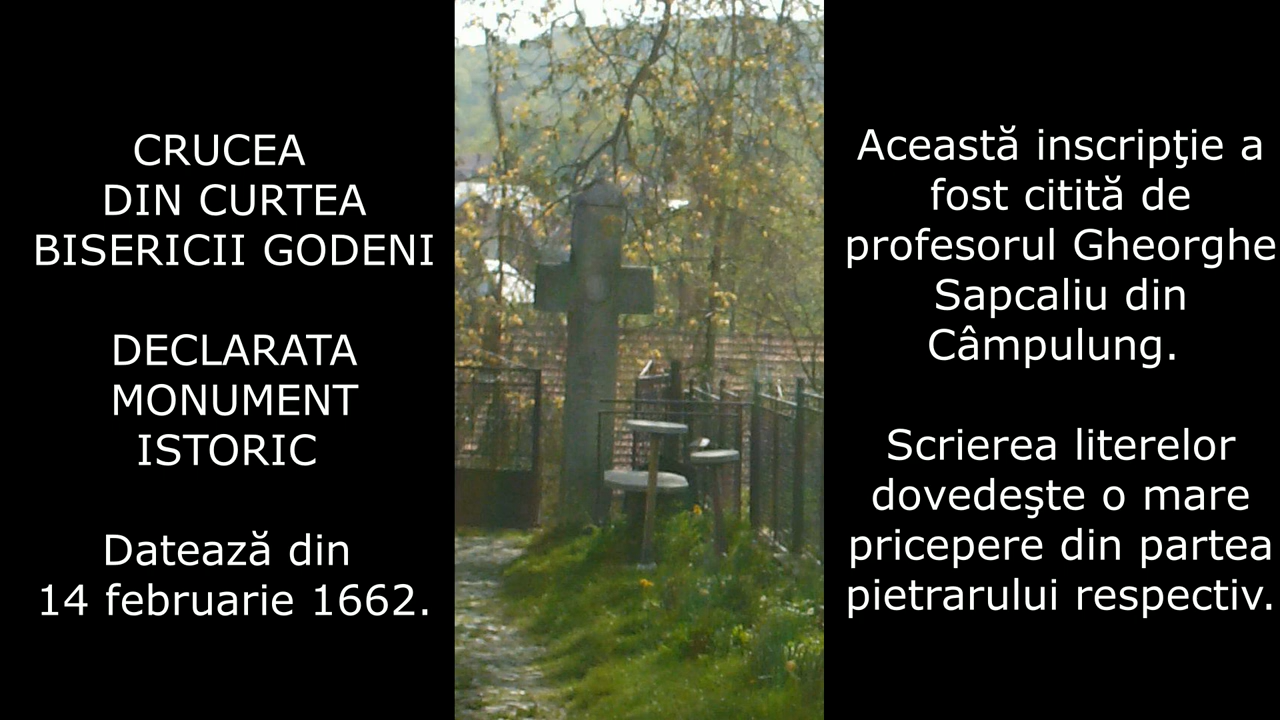 CRUCEA
DIN CURTEA
BISERICII GODENI
DECLARATA
MONUMENT
ISTORIC
Datează din
14 februarie 1662.
Această inscripţie a
fost citită de
profesorul Gheorghe
Sapcaliu din
Câmpulung.
Scrierea literelor
dovedeşte o mare
pricepere din partea
pietrarului respectiv.